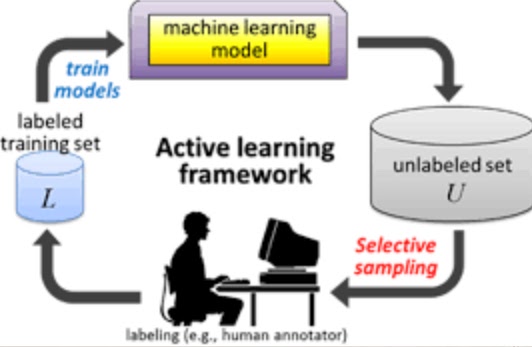 machine learning
model
train
models
labeled
training set
L
Active learning
framework
unlabeled set
U
Selective
sampling
labeling (e.g., human annotator)